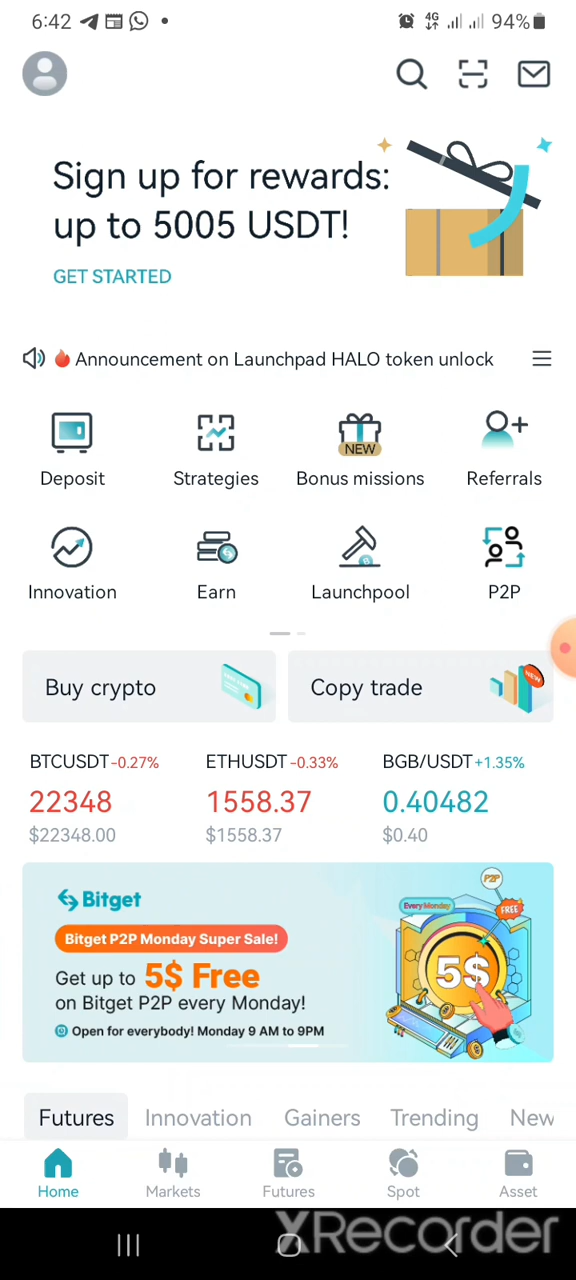 6:42
4G
94%
Sign up for rewards:
up to 5005 USDT!
GET STARTED
Announcement on Launchpad HALO token unlock
NEW
Deposit Strategies Bonus missions Referrals
Innovation Earn Launchpool P2P
Buy crypto
Copy trade
NEW
BTCUSDT -0.27% ETHUSDT -0.33% BGB/USDT +1.35%
22348 1558.37 0.40482
$22348.00 $1558.37 $0.40
Bitget
Bitget P2P Monday Super Sale!
Get up to 5$ Free
on Bitget P2P every Monday!
Open for everybody! Monday 9 AM to 9PM
P2P
Every Monday
FREE
5$
Futures Innovation Gainers Trending New
Home Markets Futures Spot Asset
XRecorder